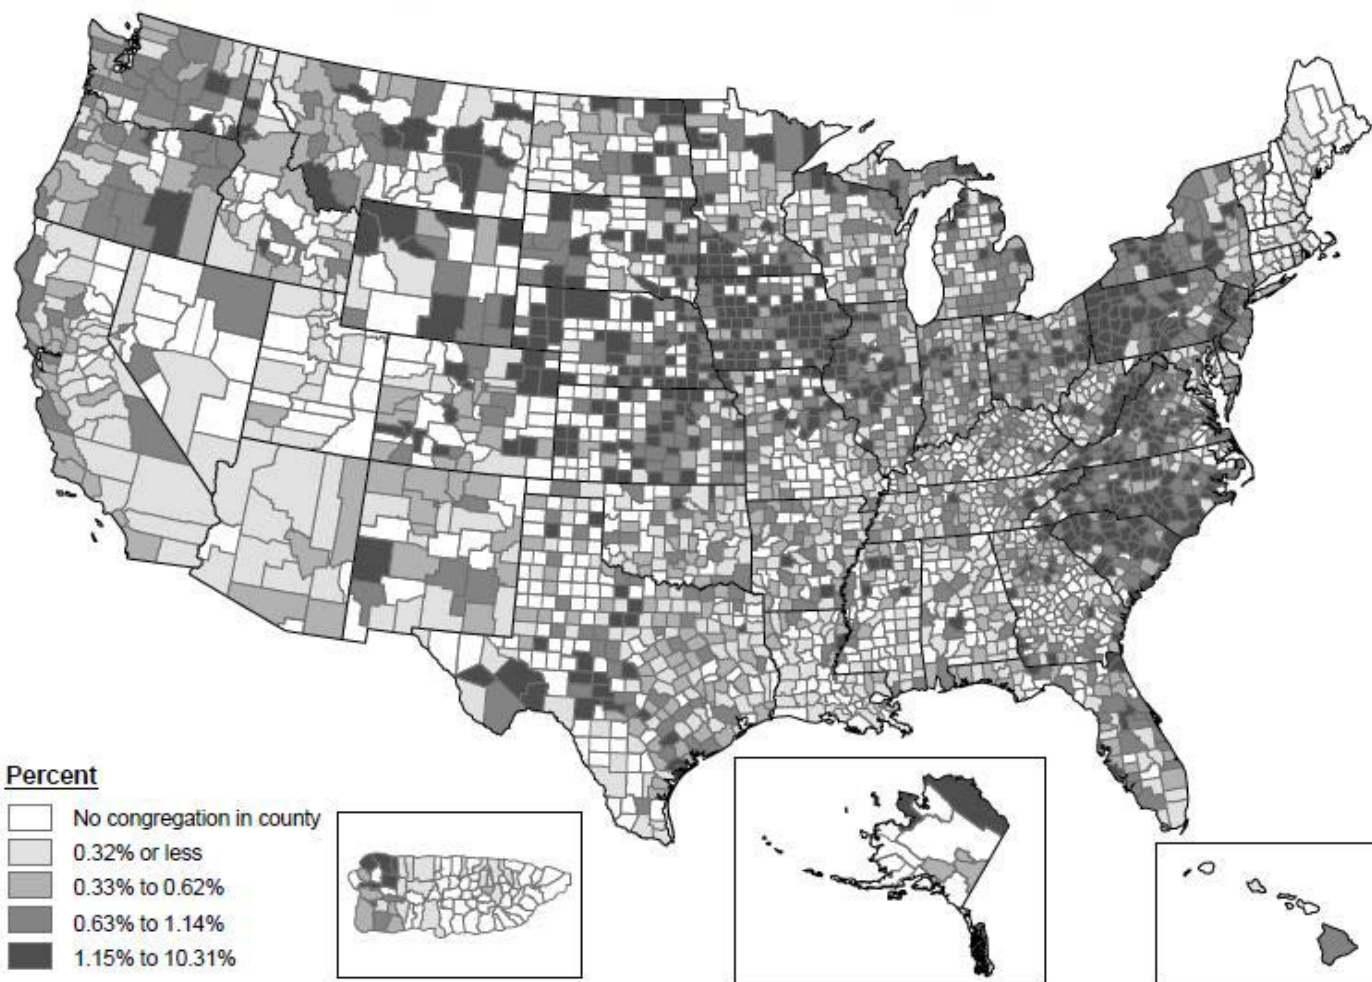 Percent
No congregation in county
0.32% or less
0.33% to 0.62%
0.63% to 1.14%
1.15% to 10.31%